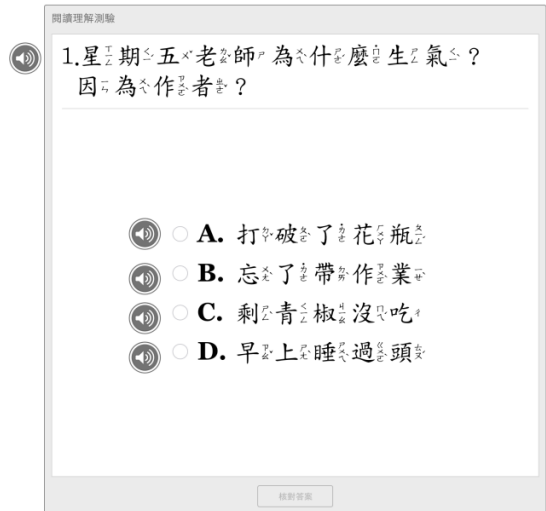 閱讀理解測驗
1.星期五老師為什麼生氣？
因為作者？
A. 打破了花瓶
B. 忘了帶作業
C. 剩青椒沒吃
D. 早上睡過頭
核對答案